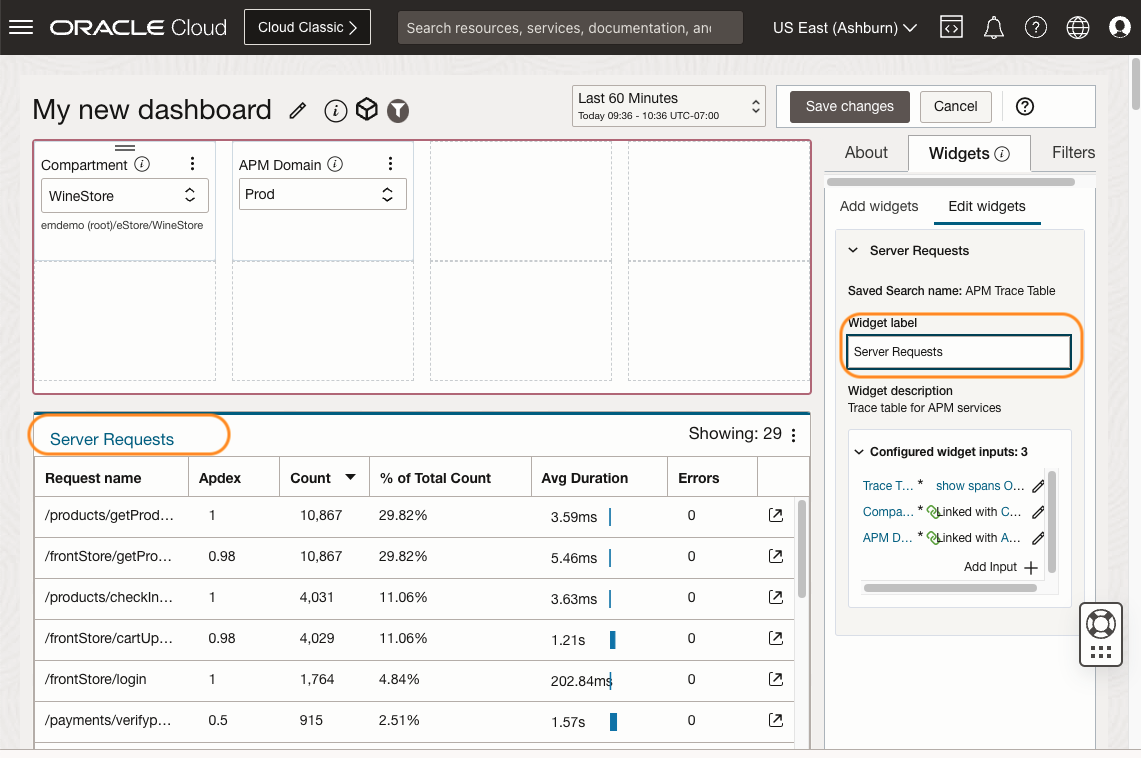 ORACLE Cloud
Cloud Classic
Search resources, services, documentation, an
US East (Ashburn)
My new dashboard
Last 60 Minutes
Today 09:36 - 10:36 UTC-07:00
Save changes
Cancel
Compartment
WineStore
emdemo (root)/eStore/WineStore
APM Domain
Prod
About
Widgets
Filters
Add widgets
Edit widgets
Server Requests
Saved Search name: APM Trace Table
Widget label
Server Requests
Widget description
Trace table for APM services
Configured widget inputs: 3
Trace T... * show spans O...
Compa... * Linked with C...
APM D... * Linked with A...
Add Input
Server Requests
Showing: 29
Request name Apdex Count % of Total Count Avg Duration Errors
/products/getProd... 1 10,867 29.82% 3.59ms 0
/frontStore/getPro... 0.98 10,867 29.82% 5.46ms 0
/products/checkIn... 1 4,031 11.06% 3.63ms 0
/frontStore/cartUp... 0.98 4,029 11.06% 1.21s 0
/frontStore/login 1 1,764 4.84% 202.84ms 0
/payments/verifyp... 0.5 915 2.51% 1.57s 0